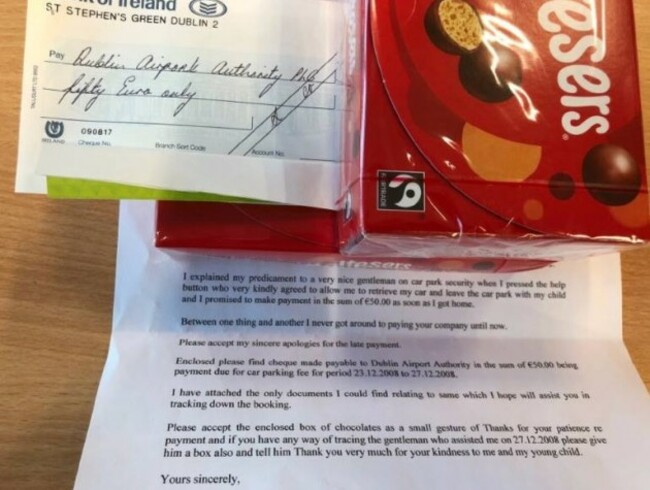 of Ireland
ST STEPHEN'S GREEN DUBLIN 2
Pay Dublin Airport Authority Plc
fifty Euro only
090817
Cheque No. Branch Sort Code Account No.
esers
I explained my predicament to a very nice gentleman on car park security when I pressed the help
button who very kindly agreed to allow me to retrieve my car and leave the car park with my child
and I promised to make payment in the sum of €50.00 as soon as I got home.
Between one thing and another I never got around to paying your company until now.
Please accept my sincere apologies for the late payment.
Enclosed please find cheque made payable to Dublin Airport Authority in the sum of €50.00 being
payment due for car parking fee for period 23.12.2008 to 27.12.2008.
I have attached the only documents I could find relating to same which I hope will assist you in
tracking down the booking.
Please accept the enclosed box of chocolates as a small gesture of Thanks for your patience re
payment and if you have any way of tracing the gentleman who assisted me on 27.12.2008 please give
him a box also and tell him Thank you very much for your kindness to me and my young child.
Yours sincerely,